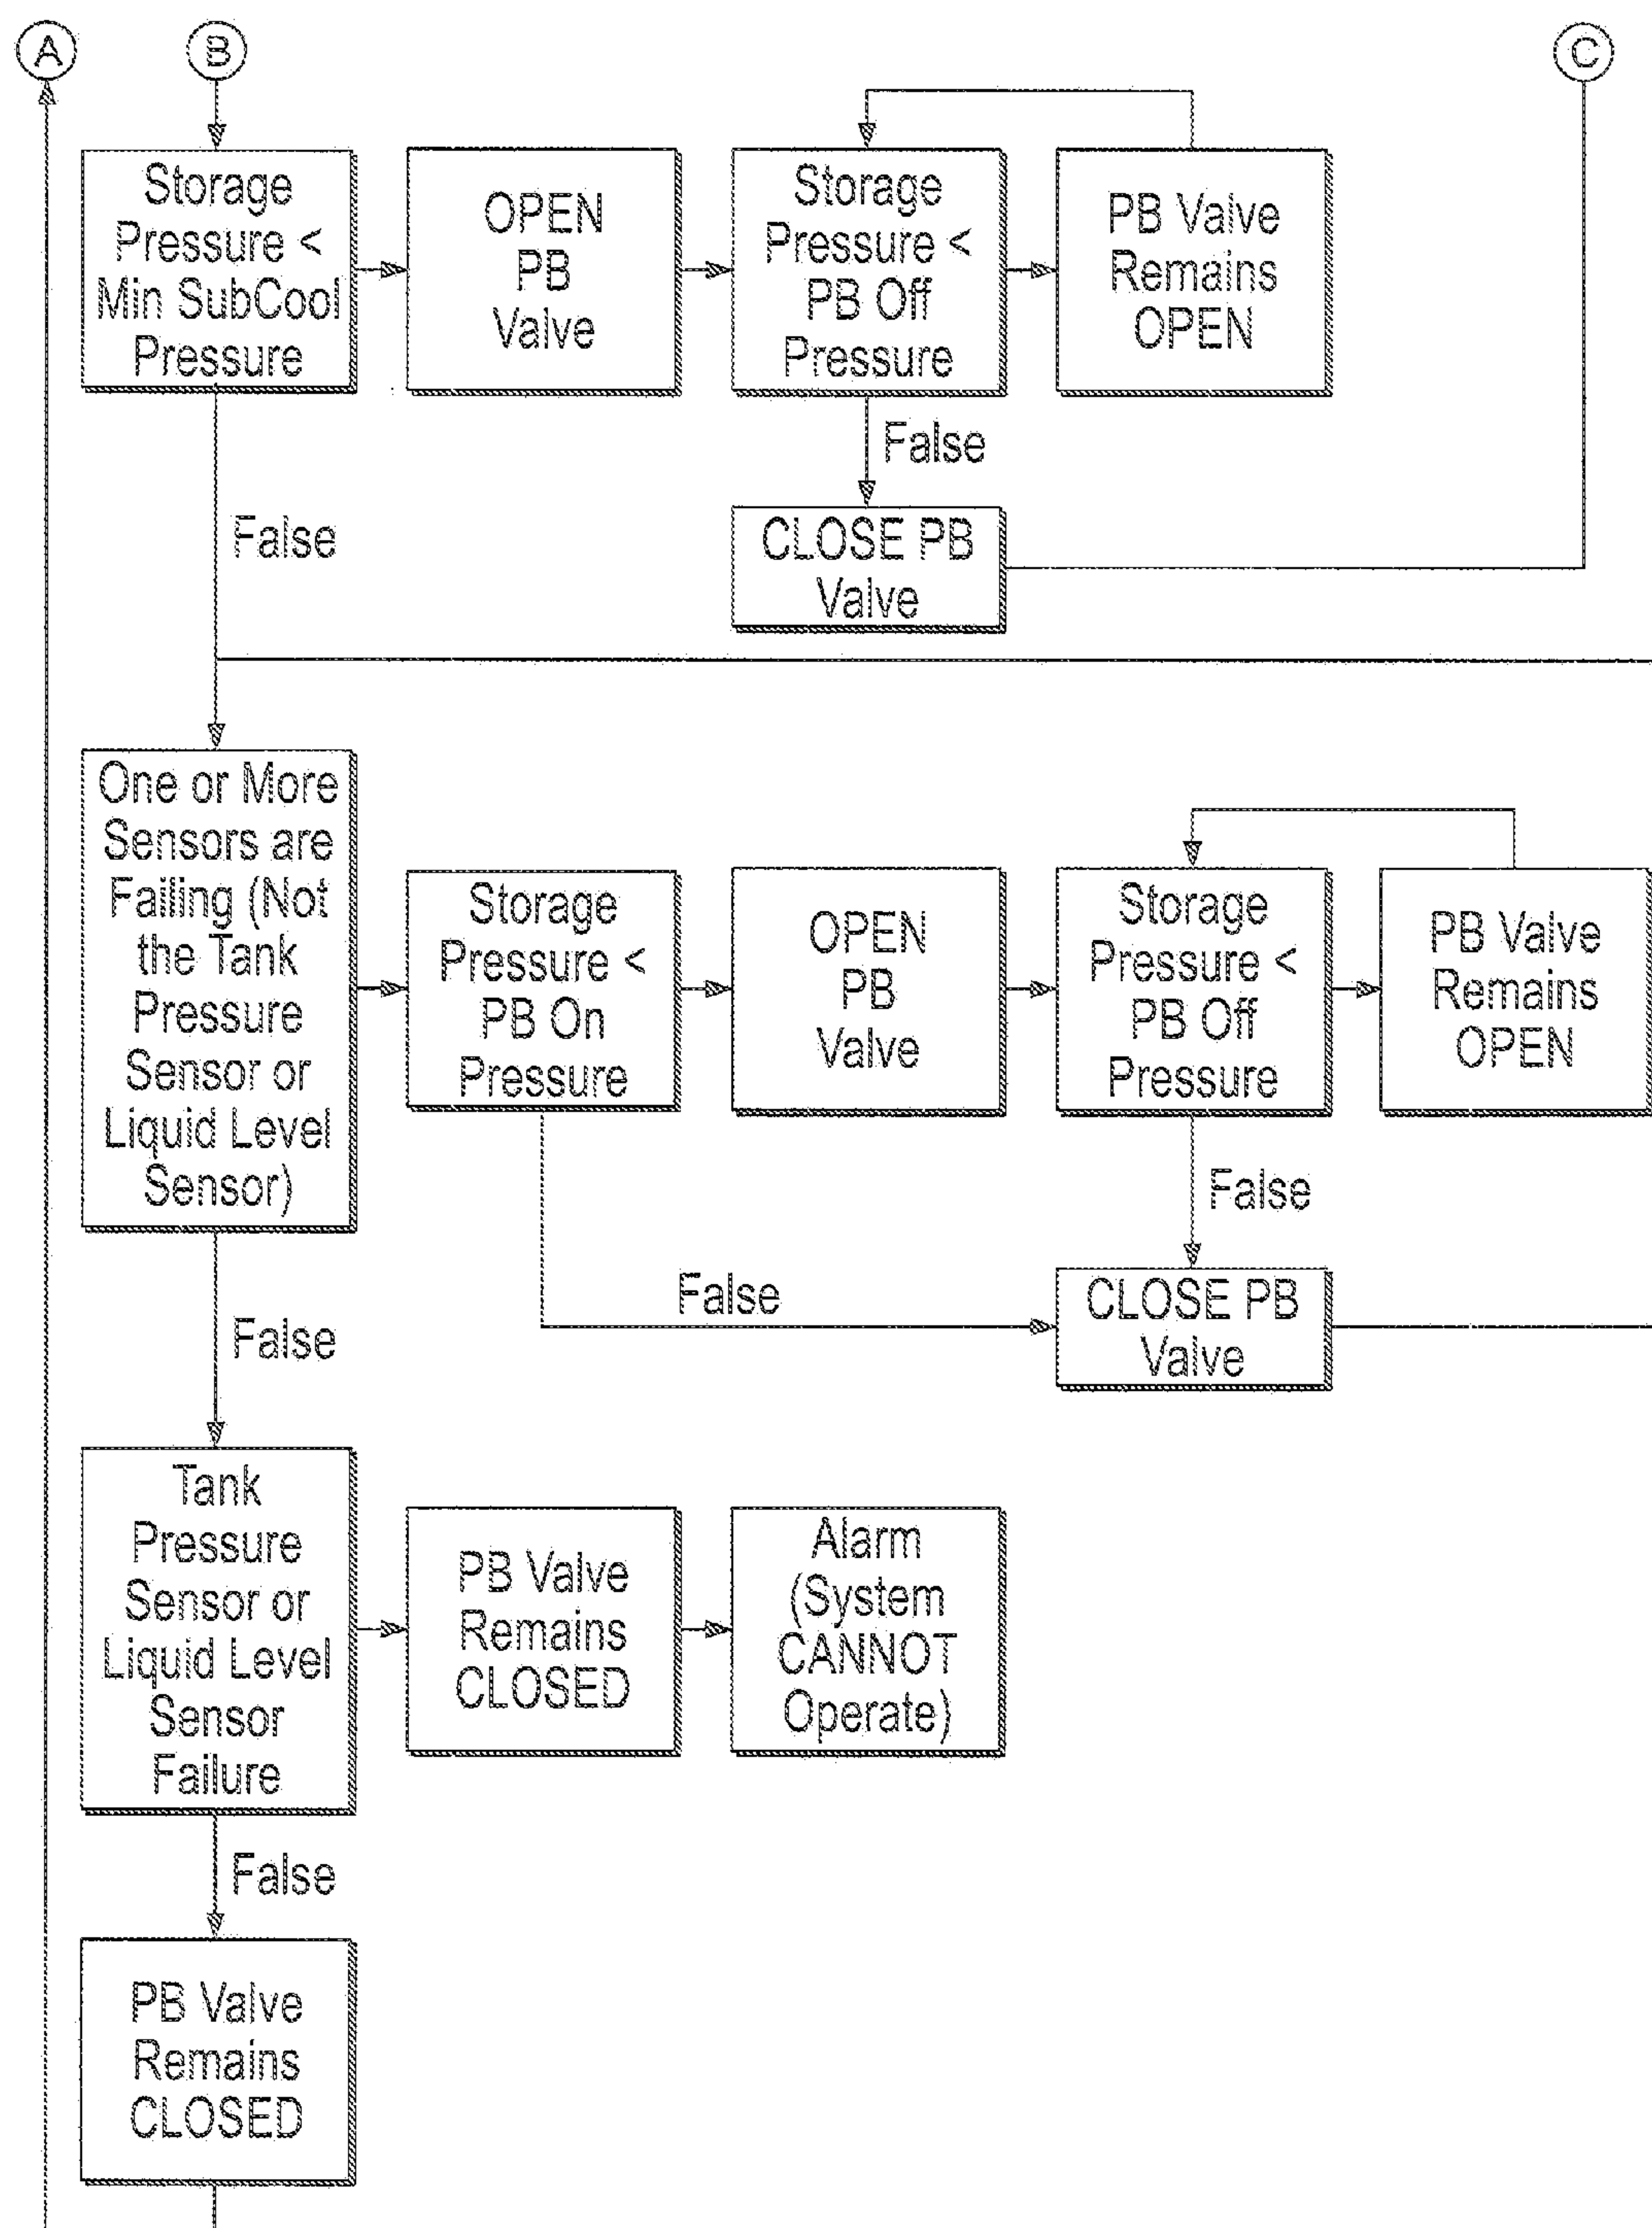 A
B
C
Storage
Pressure <
Min SubCool
Pressure
OPEN
PB
Valve
Storage
Pressure <
PB Off
Pressure
PB Valve
Remains
OPEN
False
False
CLOSE PB
Valve
One or More
Sensors are
Failing (Not
the Tank
Pressure
Sensor or
Liquid Level
Sensor)
Storage
Pressure <
PB On
Pressure
OPEN
PB
Valve
Storage
Pressure <
PB Off
Pressure
PB Valve
Remains
OPEN
False
False
False
CLOSE PB
Valve
Tank
Pressure
Sensor or
Liquid Level
Sensor
Failure
PB Valve
Remains
CLOSED
Alarm
(System
CANNOT
Operate)
False
PB Valve
Remains
CLOSED